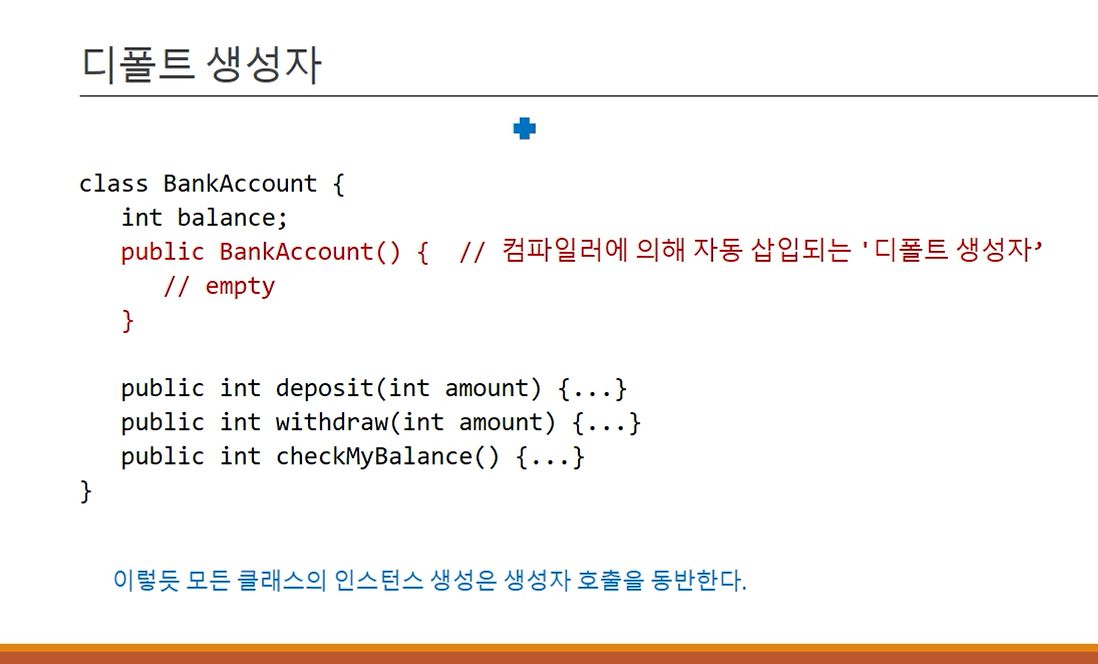 디폴트 생성자
class BankAccount {
int balance;
public BankAccount() { // 컴파일러에 의해 자동 삽입되는 '디폴트 생성자’
// empty
}
public int deposit(int amount) {...}
public int withdraw(int amount) {...}
public int checkMyBalance() {...}
}
이렇듯 모든 클래스의 인스턴스 생성은 생성자 호출을 동반한다.